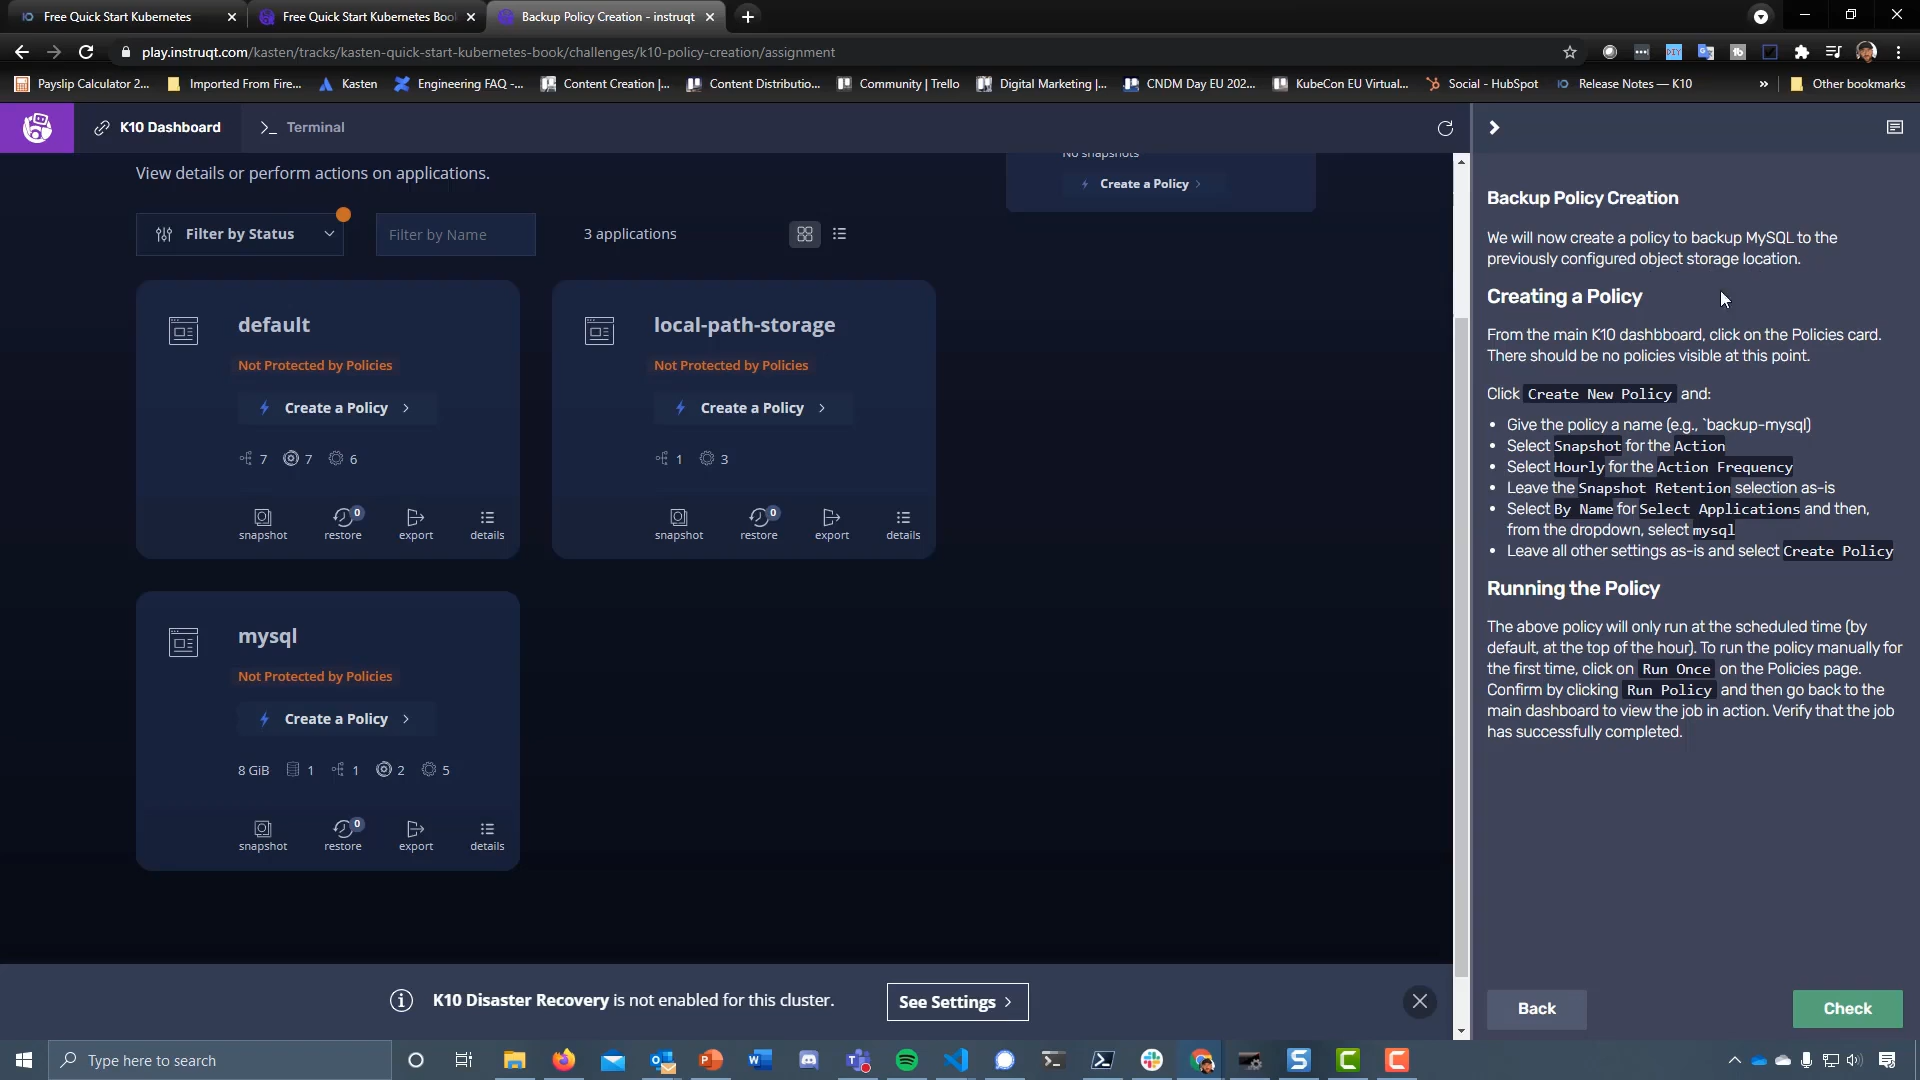 Free Quick Start Kubernetes
Free Quick Start Kubernetes Boo
Backup Policy Creation - instruqt
play.instruqt.com/kasten/tracks/kasten-quick-start-kubernetes-book/challenges/k10-policy-creation/assignment
Payslip Calculator 2...
Imported From Fire...
Kasten
Engineering FAQ -...
Content Creation |...
Content Distributio...
Community | Trello
Digital Marketing |...
CNDM Day EU 202...
KubeCon EU Virtual...
Social - HubSpot
Release Notes — K10
»
Other bookmarks
K10 Dashboard
Terminal
View details or perform actions on applications.
No snapshots
Create a Policy >
Filter by Status
Filter by Name
3 applications
default
Not Protected by Policies
Create a Policy >
7 7 6
snapshot
0
restore
export
details
local-path-storage
Not Protected by Policies
Create a Policy >
1 3
snapshot
0
restore
export
details
mysql
Not Protected by Policies
Create a Policy >
8 GiB 1 1 2 5
snapshot
0
restore
export
details
K10 Disaster Recovery is not enabled for this cluster.
See Settings >
Backup Policy Creation
We will now create a policy to backup MySQL to the
previously configured object storage location.
Creating a Policy
From the main K10 dashbboard, click on the Policies card.
There should be no policies visible at this point.
Click Create New Policy and:
• Give the policy a name (e.g., `backup-mysql)
• Select Snapshot for the Action
• Select Hourly for the Action Frequency
• Leave the Snapshot Retention selection as-is
• Select By Name for Select Applications and then,
from the dropdown, select mysql
• Leave all other settings as-is and select Create Policy
Running the Policy
The above policy will only run at the scheduled time (by
default, at the top of the hour). To run the policy manually for
the first time, click on Run Once on the Policies page.
Confirm by clicking Run Policy and then go back to the
main dashboard to view the job in action. Verify that the job
has successfully completed.
Back
Check
Type here to search